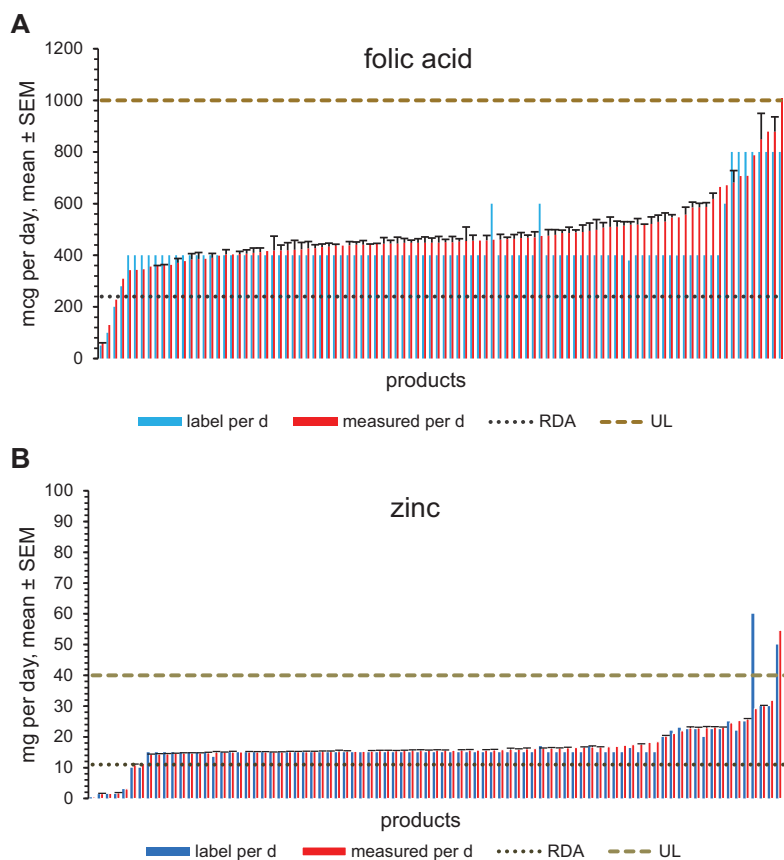 A
folic acid
mcg per day, mean ± SEM
1200
1000
800
600
400
200
0
products
label per d measured per d RDA UL
B
zinc
mg per day, mean ± SEM
100
90
80
70
60
50
40
30
20
10
0
products
label per d measured per d RDA UL